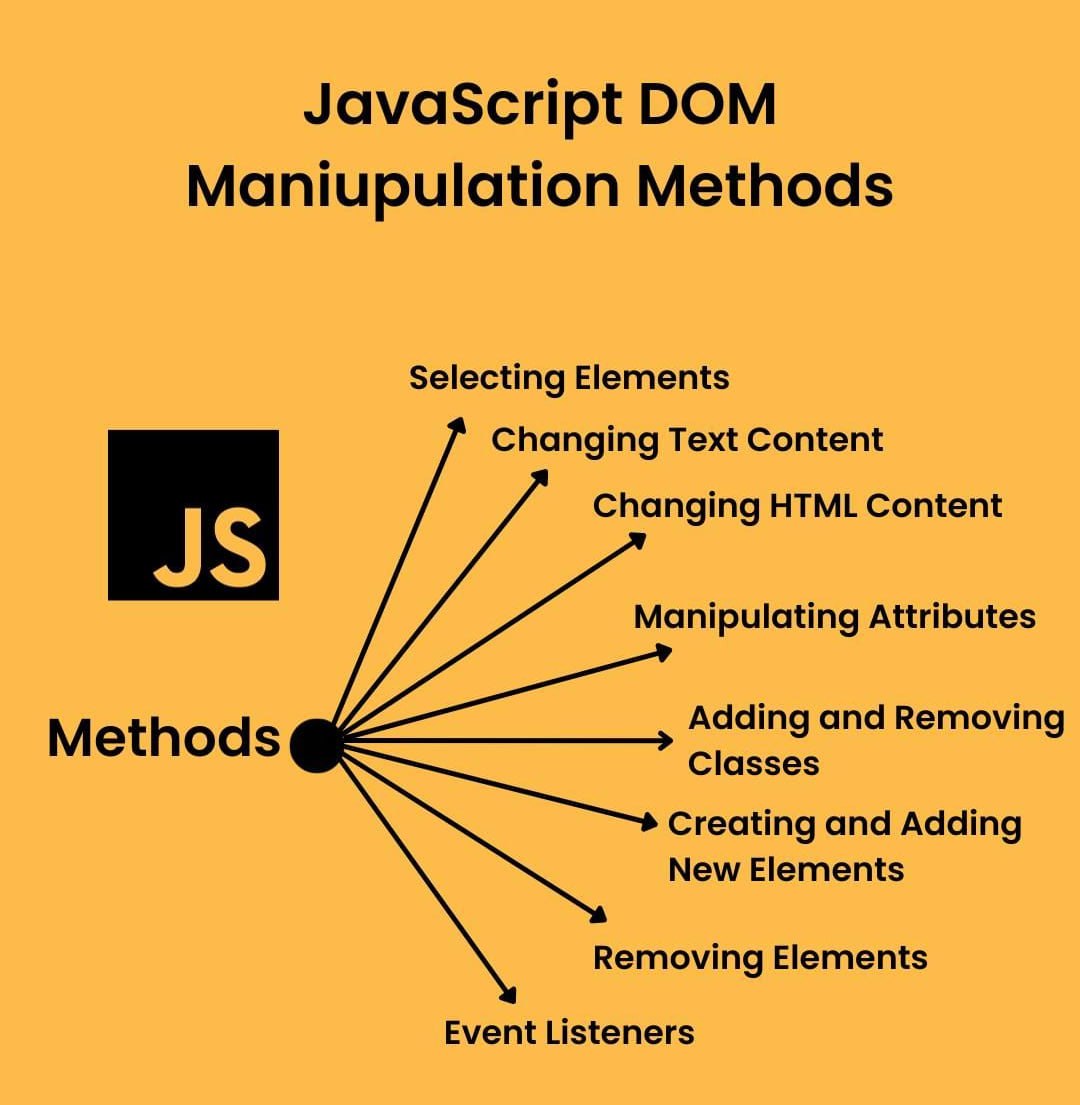 JavaScript DOM
Maniupulation Methods
Selecting Elements
Changing Text Content
Changing HTML Content
JS
Manipulating Attributes
Methods
Adding and Removing
Classes
Creating and Adding
New Elements
Removing Elements
Event Listeners